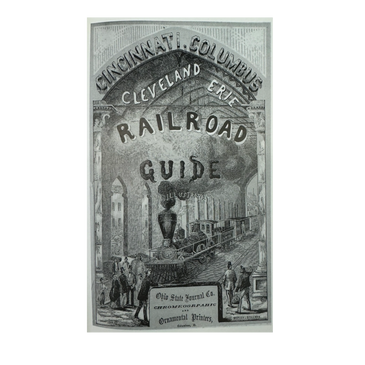 CINCINNATI. COLUMBUS
CLEVELAND ERIE
RAILROAD
GUIDE
Ohio State Journal Co.
Ornamental Printers,